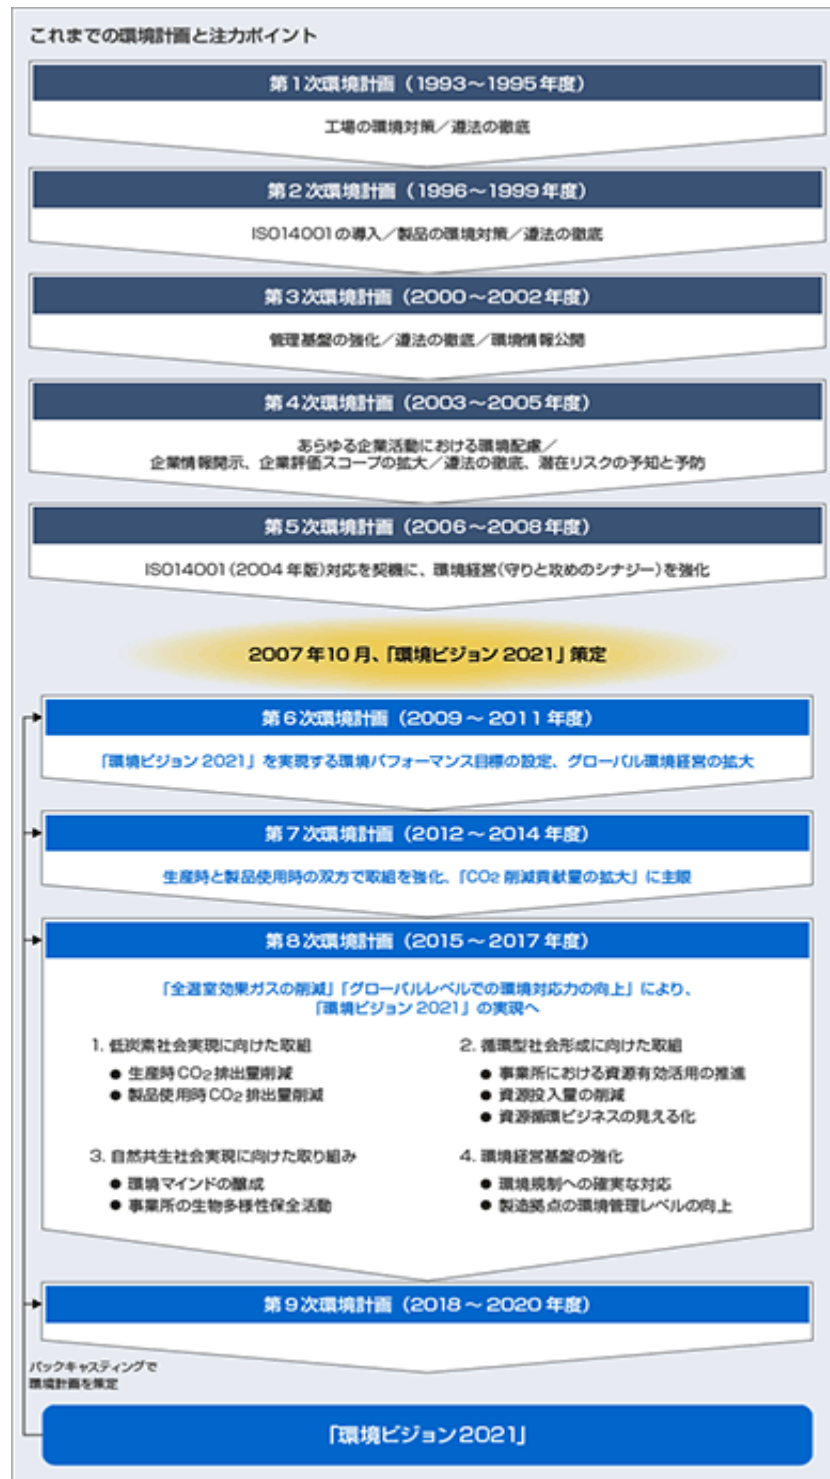 これまでの環境計画と注力ポイント
第1次環境計画（1993～1995年度）
工場の環境対策／遵法の徹底
第2次環境計画（1996～1999年度）
ISO14001の導入／製品の環境対策／遵法の徹底
第3次環境計画（2000～2002年度）
管理基盤の強化／遵法の徹底／環境情報公開
第4次環境計画（2003～2005年度）
あらゆる企業活動における環境配慮／
企業情報開示、企業評価スコープの拡大／遵法の徹底、潜在リスクの予知と予防
第5次環境計画（2006～2008年度）
ISO14001（2004年版）対応を契機に、環境経営（守りと攻めのシナジー）を強化
2007年10月、「環境ビジョン2021」策定
第6次環境計画（2009～2011年度）
「環境ビジョン2021」を実現する環境パフォーマンス目標の設定、グローバル環境経営の拡大
第7次環境計画（2012～2014年度）
生産時と製品使用時の双方で取組を強化、「CO2削減貢献量の拡大」に主眼
第8次環境計画（2015～2017年度）
「全温室効果ガスの削減」「グローバルレベルでの環境対応力の向上」により、
「環境ビジョン2021」の実現へ
1. 低炭素社会実現に向けた取組
● 生産時CO2排出量削減
● 製品使用時CO2排出量削減
2. 循環型社会形成に向けた取組
● 事業所における資源有効活用の推進
● 資源投入量の削減
● 資源循環ビジネスの見える化
3. 自然共生社会実現に向けた取り組み
● 環境マインドの醸成
● 事業所の生物多様性保全活動
4. 環境経営基盤の強化
● 環境規制への確実な対応
● 製造拠点の環境管理レベルの向上
第9次環境計画（2018～2020年度）
バックキャスティングで
環境計画を策定
「環境ビジョン2021」